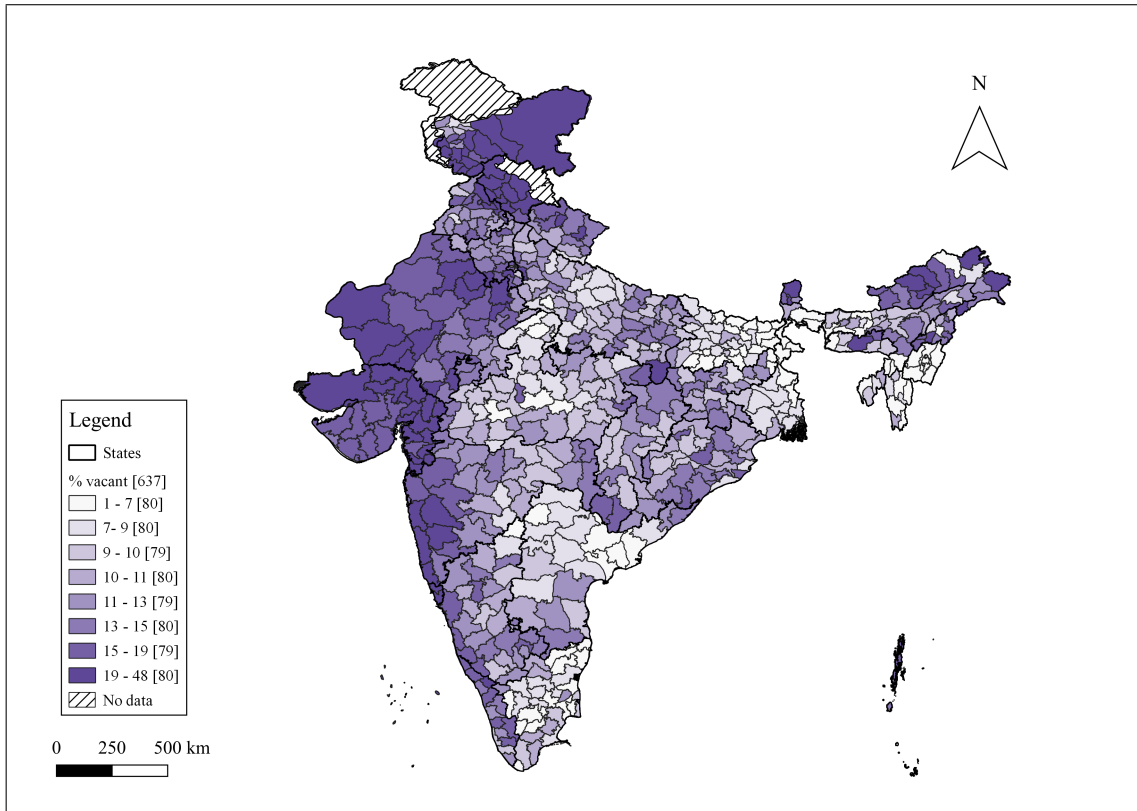 N
Legend
States
% vacant [637]
1 - 7 [80]
7- 9 [80]
9 - 10 [79]
10 - 11 [80]
11 - 13 [79]
13 - 15 [80]
15 - 19 [79]
19 - 48 [80]
No data
0 250 500 km